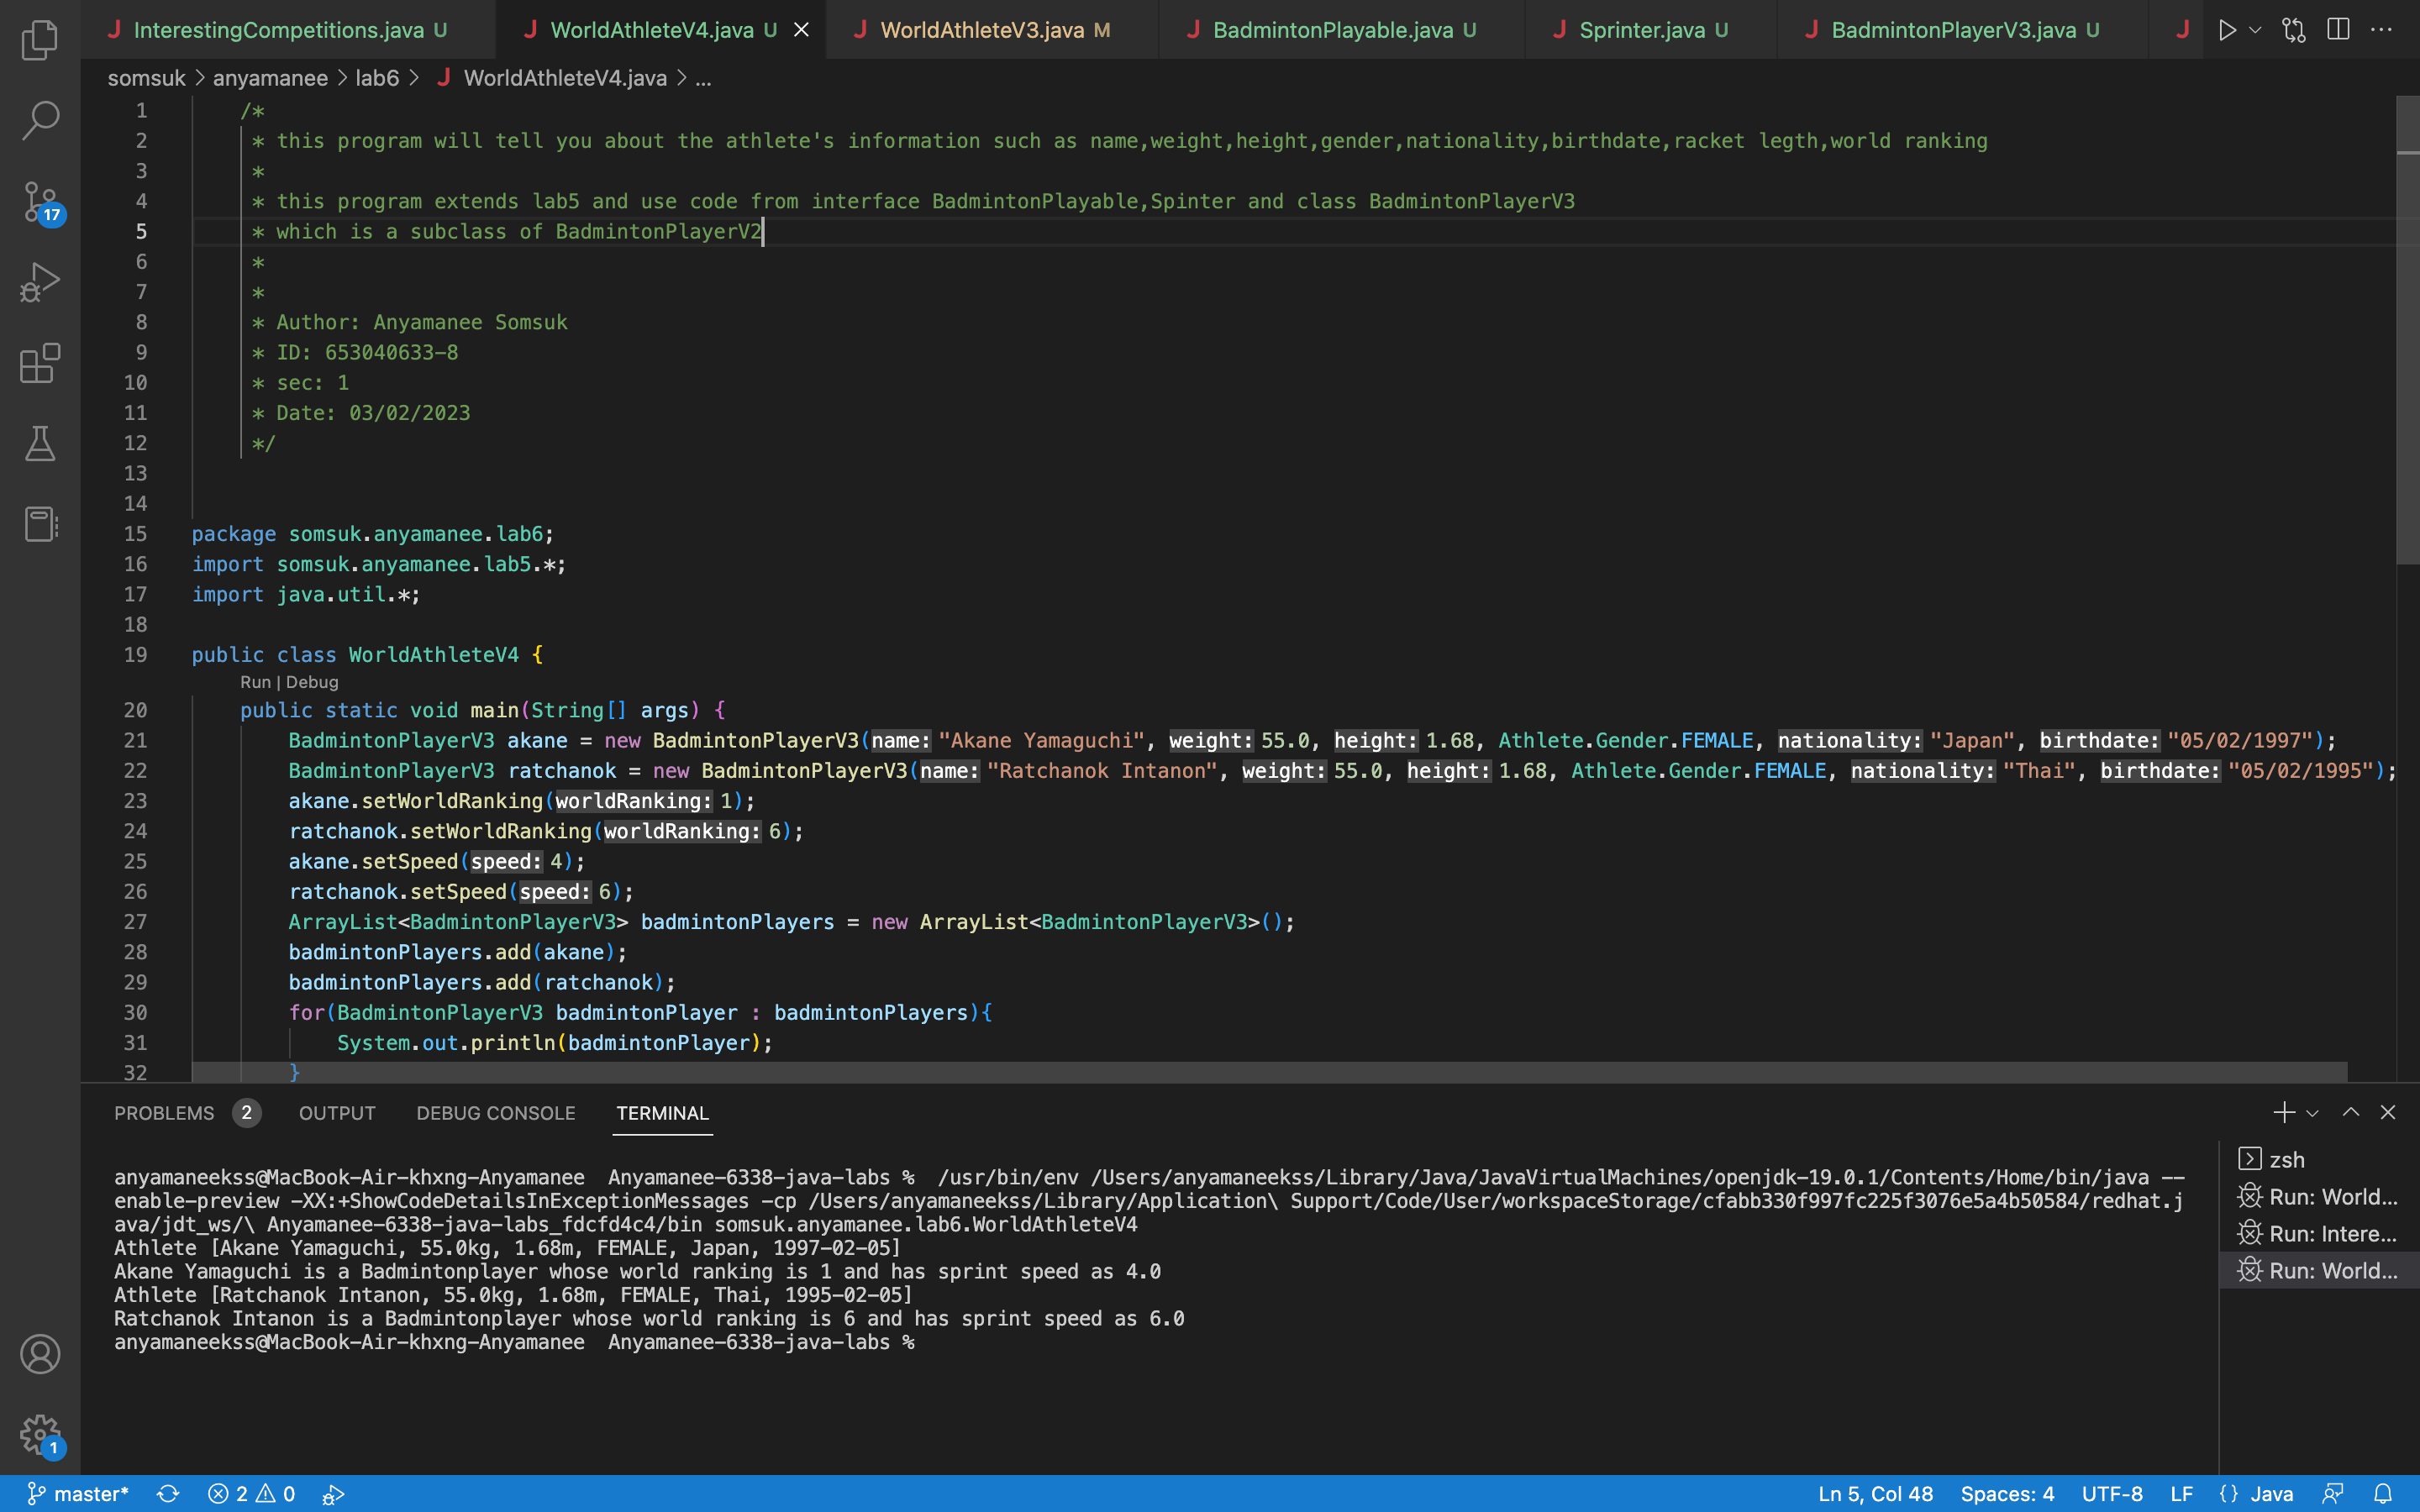 InterestingCompetitions.java U WorldAthleteV4.java U WorldAthleteV3.java M BadmintonPlayable.java U Sprinter.java U BadmintonPlayerV3.java U
somsuk > anyamanee > lab6 > WorldAthleteV4.java > ...
1 /*
2 * this program will tell you about the athlete's information such as name,weight,height,gender,nationality,birthdate,racket legth,world ranking
3 *
4 * this program extends lab5 and use code from interface BadmintonPlayable,Spinter and class BadmintonPlayerV3
5 * which is a subclass of BadmintonPlayerV2
6 *
7 *
8 * Author: Anyamanee Somsuk
9 * ID: 653040633-8
10 * sec: 1
11 * Date: 03/02/2023
12 */
13
14
15 package somsuk.anyamanee.lab6;
16 import somsuk.anyamanee.lab5.*;
17 import java.util.*;
18
19 public class WorldAthleteV4 {
Run | Debug
20 public static void main(String[] args) {
21 BadmintonPlayerV3 akane = new BadmintonPlayerV3(name: "Akane Yamaguchi", weight: 55.0, height: 1.68, Athlete.Gender.FEMALE, nationality: "Japan", birthdate: "05/02/1997");
22 BadmintonPlayerV3 ratchanok = new BadmintonPlayerV3(name: "Ratchanok Intanon", weight: 55.0, height: 1.68, Athlete.Gender.FEMALE, nationality: "Thai", birthdate: "05/02/1995");
23 akane.setWorldRanking(worldRanking: 1);
24 ratchanok.setWorldRanking(worldRanking: 6);
25 akane.setSpeed(speed: 4);
26 ratchanok.setSpeed(speed: 6);
27 ArrayList<BadmintonPlayerV3> badmintonPlayers = new ArrayList<BadmintonPlayerV3>();
28 badmintonPlayers.add(akane);
29 badmintonPlayers.add(ratchanok);
30 for(BadmintonPlayerV3 badmintonPlayer : badmintonPlayers){
31 System.out.println(badmintonPlayer);
32 }
17
1
PROBLEMS 2 OUTPUT DEBUG CONSOLE TERMINAL
anyamaneekss@MacBook-Air-khxng-Anyamanee  Anyamanee-6338-java-labs %  /usr/bin/env /Users/anyamaneekss/Library/Java/JavaVirtualMachines/openjdk-19.0.1/Contents/Home/bin/java --
enable-preview -XX:+ShowCodeDetailsInExceptionMessages -cp /Users/anyamaneekss/Library/Application\ Support/Code/User/workspaceStorage/cfabb330f997fc225f3076e5a4b50584/redhat.j
ava/jdt_ws/\ Anyamanee-6338-java-labs_fdcfd4c4/bin somsuk.anyamanee.lab6.WorldAthleteV4
Athlete [Akane Yamaguchi, 55.0kg, 1.68m, FEMALE, Japan, 1997-02-05]
Akane Yamaguchi is a Badmintonplayer whose world ranking is 1 and has sprint speed as 4.0
Athlete [Ratchanok Intanon, 55.0kg, 1.68m, FEMALE, Thai, 1995-02-05]
Ratchanok Intanon is a Badmintonplayer whose world ranking is 6 and has sprint speed as 6.0
anyamaneekss@MacBook-Air-khxng-Anyamanee  Anyamanee-6338-java-labs %
zsh
Run: World...
Run: Intere...
Run: World...
master* 2 0 Ln 5, Col 48 Spaces: 4 UTF-8 LF {} Java